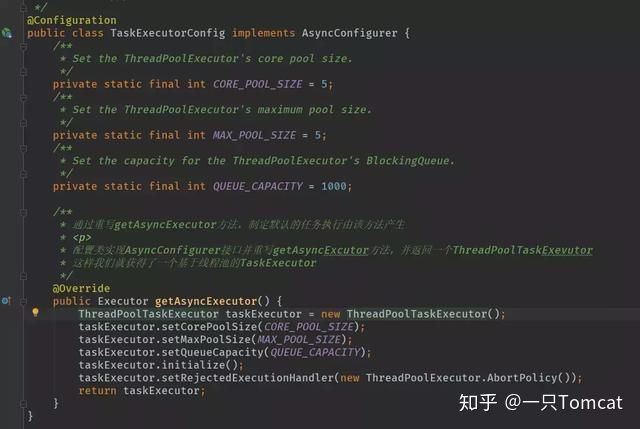 */
@Configuration
public class TaskExecutorConfig implements AsyncConfigurer {
/**
* Set the ThreadPoolExecutor's core pool size.
*/
private static final int CORE_POOL_SIZE = 5;
/**
* Set the ThreadPoolExecutor's maximum pool size.
*/
private static final int MAX_POOL_SIZE = 5;
/**
* Set the capacity for the ThreadPoolExecutor's BlockingQueue.
*/
private static final int QUEUE_CAPACITY = 1000;
/**
* 通过重写getAsyncExecutor方法，制定默认的任务执行由该方法产生
* <p>
* 配置类实现AsyncConfigurer接口并重写getAsyncExcutor方法，并返回一个ThreadPoolTaskExevutor
* 这样我们就获得了一个基于线程池的TaskExecutor
*/
@Override
public Executor getAsyncExecutor() {
ThreadPoolTaskExecutor taskExecutor = new ThreadPoolTaskExecutor();
taskExecutor.setCorePoolSize(CORE_POOL_SIZE);
taskExecutor.setMaxPoolSize(MAX_POOL_SIZE);
taskExecutor.setQueueCapacity(QUEUE_CAPACITY);
taskExecutor.initialize();
taskExecutor.setRejectedExecutionHandler(new ThreadPoolExecutor.AbortPolicy());
return taskExecutor;
}
}
知乎 @一只Tomcat